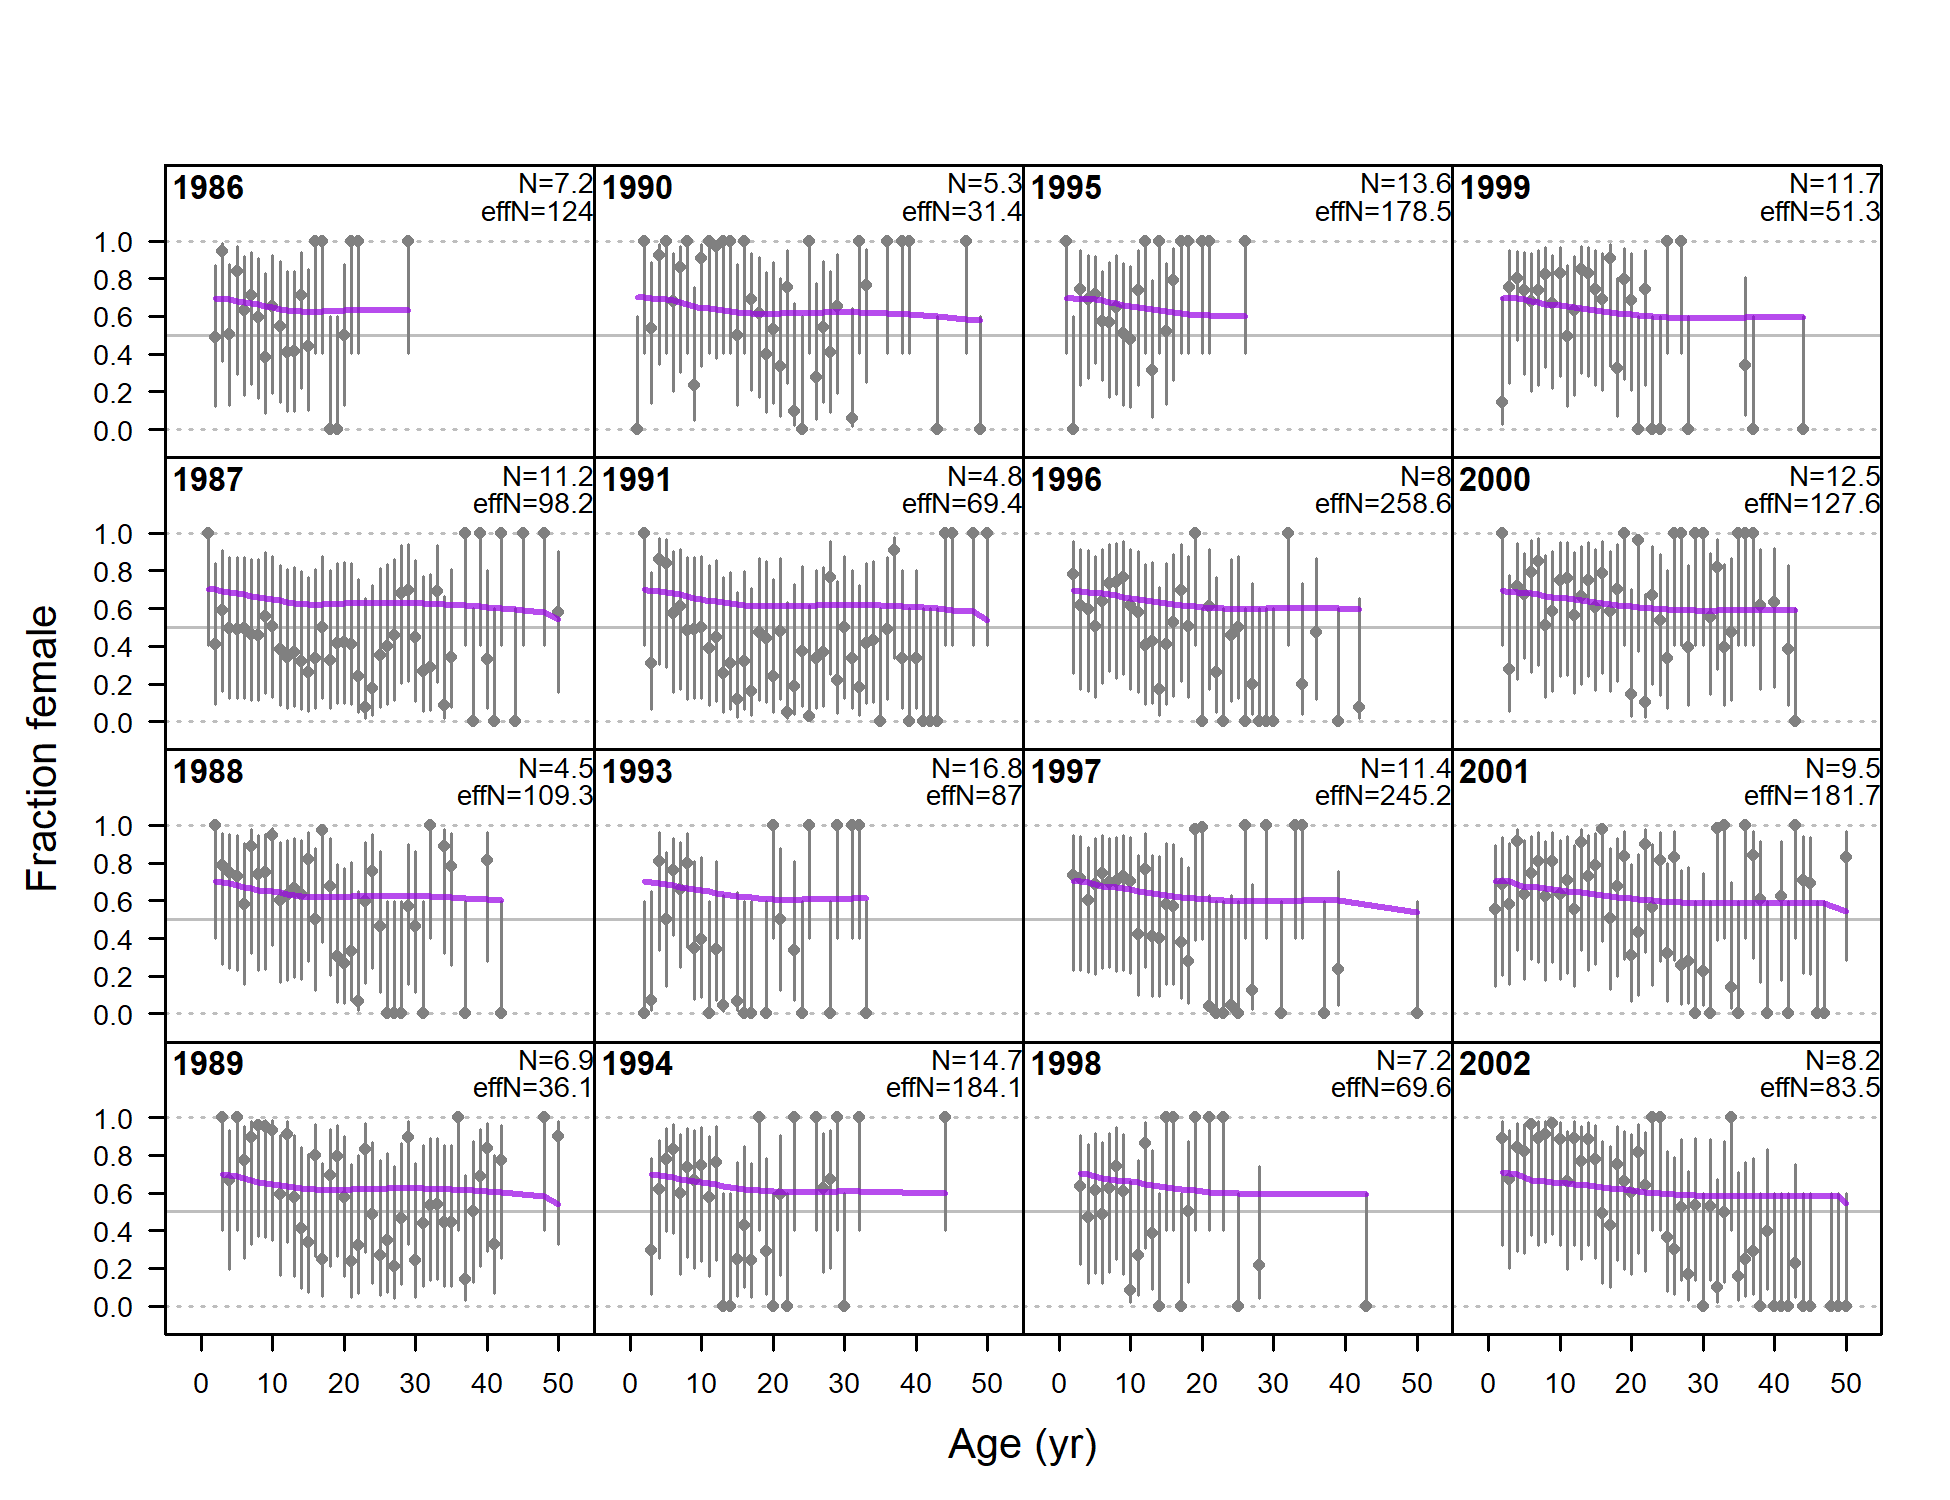 1986 N=7.2
effN=124
1990 N=5.3
effN=31.4
1995 N=13.6
effN=178.5
1999 N=11.7
effN=51.3
1.0
0.8
0.6
0.4
0.2
0.0
1987 N=11.2
effN=98.2
1991 N=4.8
effN=69.4
1996 N=8
effN=258.6
2000 N=12.5
effN=127.6
1.0
0.8
0.6
0.4
0.2
0.0
1988 N=4.5
effN=109.3
1993 N=16.8
effN=87
1997 N=11.4
effN=245.2
2001 N=9.5
effN=181.7
1.0
0.8
0.6
0.4
0.2
0.0
1989 N=6.9
effN=36.1
1994 N=14.7
effN=184.1
1998 N=7.2
effN=69.6
2002 N=8.2
effN=83.5
1.0
0.8
0.6
0.4
0.2
0.0
0 10 20 30 40 50 0 10 20 30 40 50 0 10 20 30 40 50 0 10 20 30 40 50
Age (yr)
Fraction female